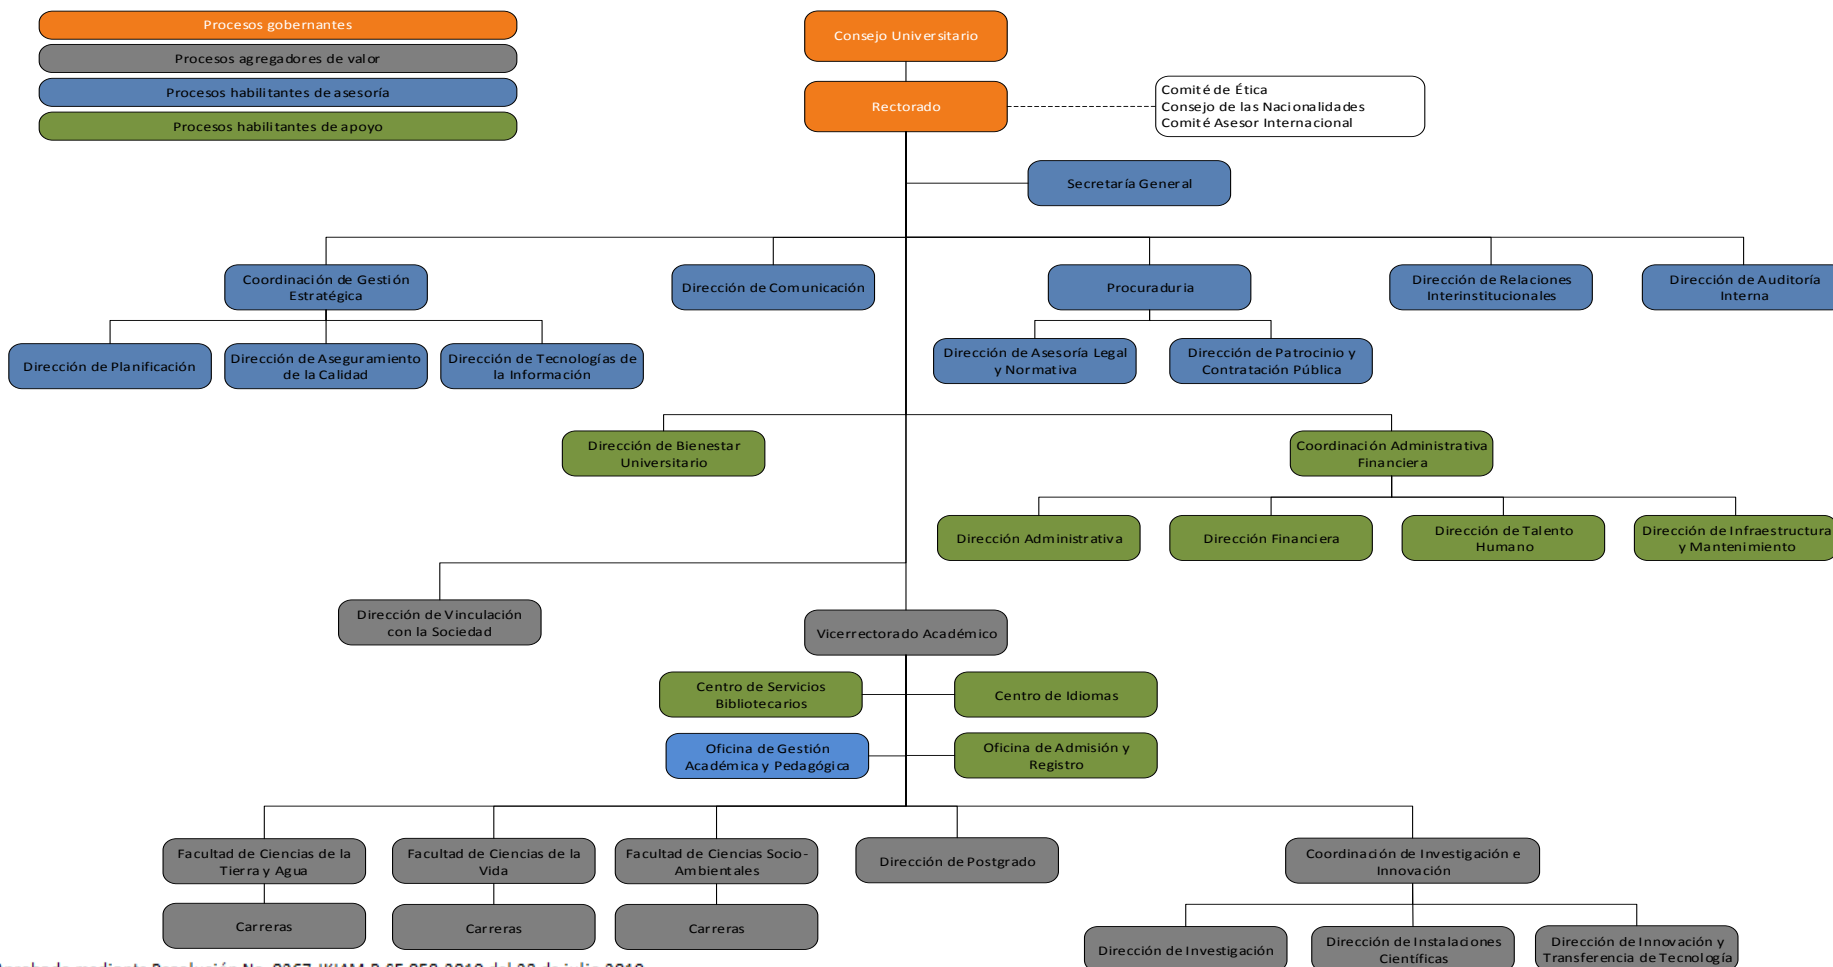 Procesos gobernantes
Procesos agregadores de valor
Procesos habilitantes de asesoría
Procesos habilitantes de apoyo
Consejo Universitario
Rectorado
Comité de Ética
Consejo de las Nacionalidades
Comité Asesor Internacional
Secretaría General
Coordinación de Gestión
Estratégica
Dirección de Comunicación
Procuraduria
Dirección de Relaciones
Interinstitucionales
Dirección de Auditoría
Interna
Dirección de Planificación
Dirección de Aseguramiento
de la Calidad
Dirección de Tecnologías de
la Información
Dirección de Asesoría Legal
y Normativa
Dirección de Patrocinio y
Contratación Pública
Dirección de Bienestar
Universitario
Coordinación Administrativa
Financiera
Dirección Administrativa
Dirección Financiera
Dirección de Talento
Humano
Dirección de Infraestructura
y Mantenimiento
Dirección de Vinculación
con la Sociedad
Vicerrectorado Académico
Centro de Servicios
Bibliotecarios
Centro de Idiomas
Oficina de Gestión
Académica y Pedagógica
Oficina de Admisión y
Registro
Facultad de Ciencias de la
Tierra y Agua
Facultad de Ciencias de la
Vida
Facultad de Ciencias Socio-
Ambientales
Dirección de Postgrado
Coordinación de Investigación e
Innovación
Carreras
Carreras
Carreras
Dirección de Investigación
Dirección de Instalaciones
Científicas
Dirección de Innovación y
Transferencia de Tecnología
mediante Resolución No. del de julio